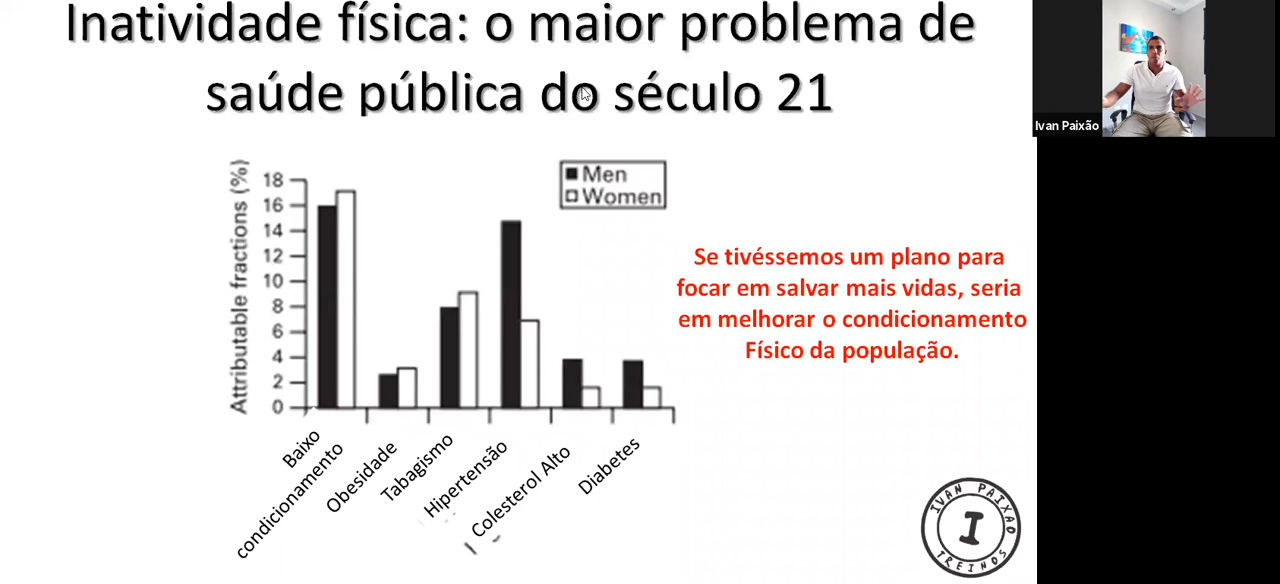 Inatividade física: o maior problema de
saúde pública do século 21
Ivan Paixão
Attributable fractions (%)
18
16
14
12
10
8
6
4
2
0
Men
Women
Baixo
condicionamento
Obesidade
Tabagismo
Hipertensão
Colesterol Alto
Diabetes
Se tivéssemos um plano para
focar em salvar mais vidas, seria
em melhorar o condicionamento
Físico da população.
IVAN PAIXAO
I
TREINOS